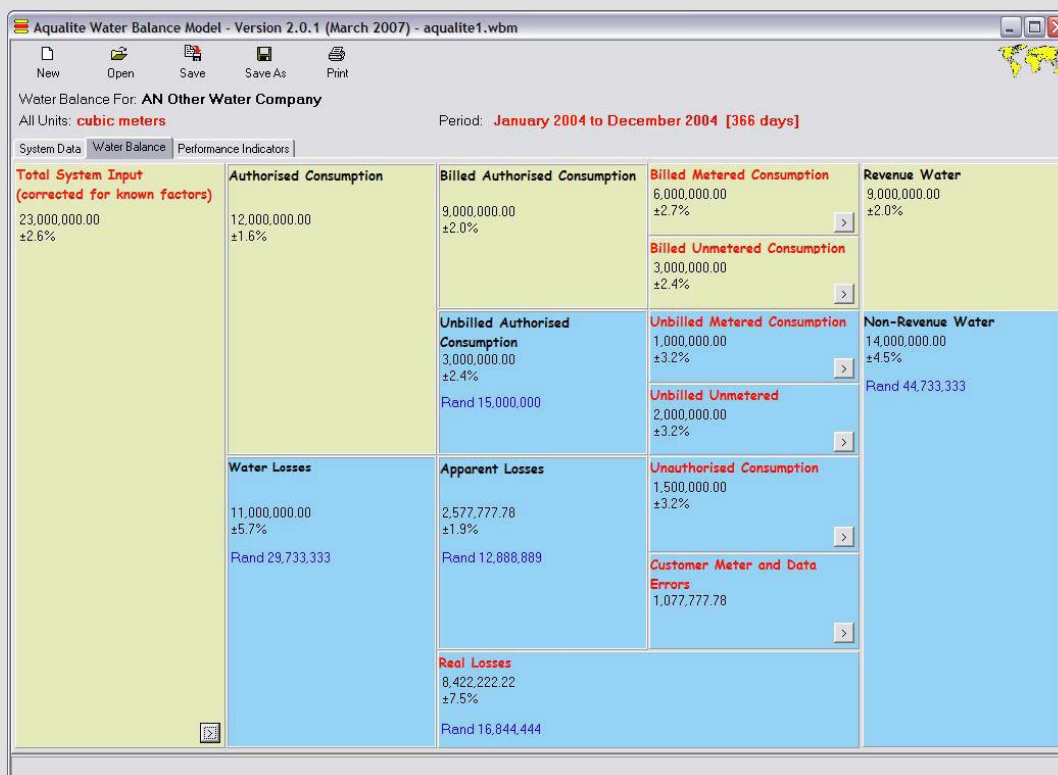 Aqualite Water Balance Model - Version 2.0.1 (March 2007) - aqualite1.wbm
New Open Save Save As Print
Water Balance For: AN Other Water Company
All Units: cubic meters
Period: January 2004 to December 2004 [366 days]
System Data Water Balance Performance Indicators
Total System Input
(corrected for known factors)
23,000,000.00
±2.6%
Authorised Consumption
12,000,000.00
±1.6%
Billed Authorised Consumption
9,000,000.00
±2.0%
Billed Metered Consumption
6,000,000.00
±2.7%
>
Billed Unmetered Consumption
3,000,000.00
±2.4%
>
Revenue Water
9,000,000.00
±2.0%
Unbilled Authorised
Consumption
3,000,000.00
±2.4%
Rand 15,000,000
Unbilled Metered Consumption
1,000,000.00
±3.2%
>
Unbilled Unmetered
2,000,000.00
±3.2%
>
Non-Revenue Water
14,000,000.00
±4.5%
Rand 44,733,333
Water Losses
11,000,000.00
±5.7%
Rand 29,733,333
Apparent Losses
2,577,777.78
±1.9%
Rand 12,888,889
Unauthorised Consumption
1,500,000.00
±3.2%
>
Customer Meter and Data
Errors
1,077,777.78
>
Real Losses
8,422,222.22
±7.5%
Rand 16,844,444
>